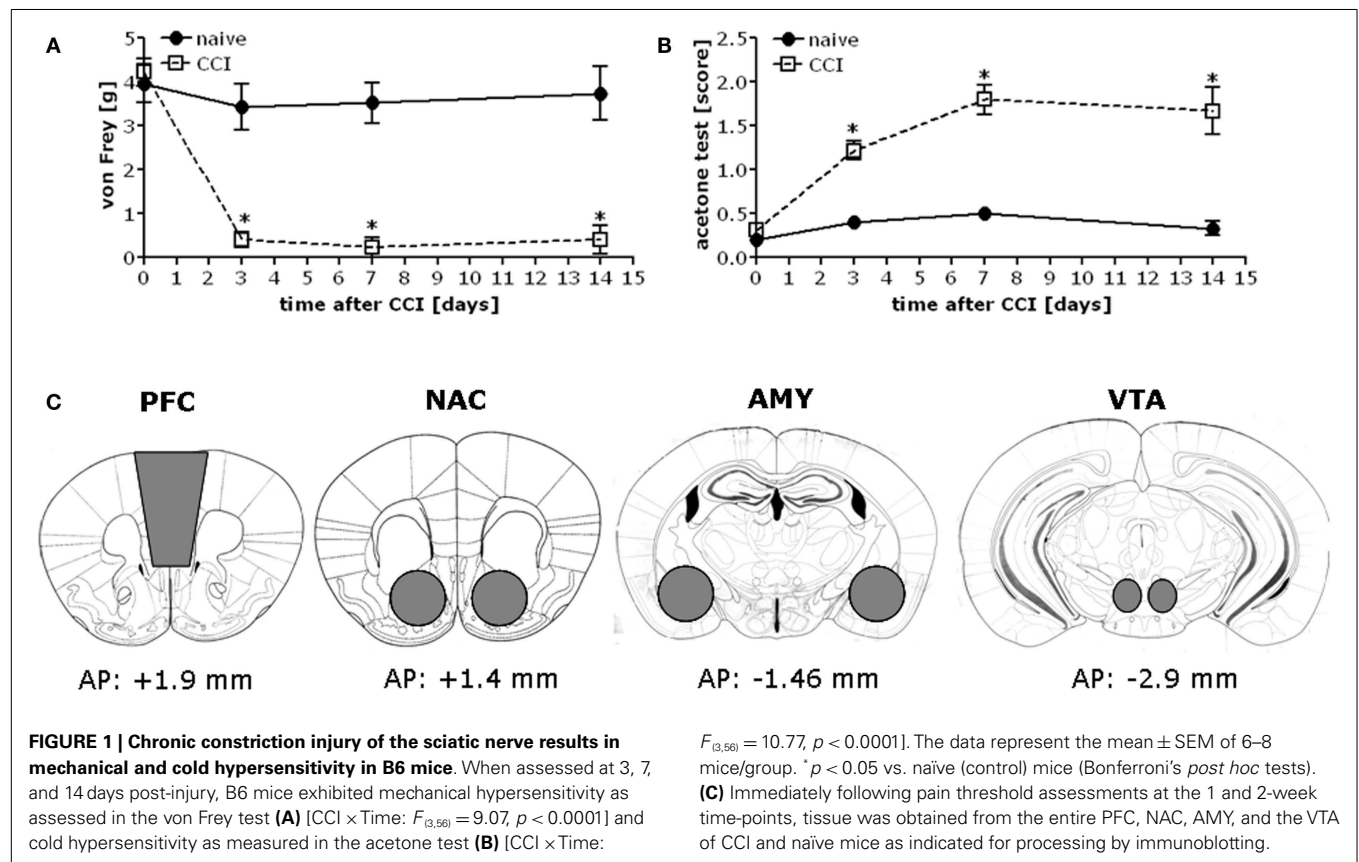 A
naive
CCI
von Frey [g]
5
4
3
2
1
0
0 1 2 3 4 5 6 7 8 9 10 11 12 13 14 15
time after CCI [days]
* * *
B
naive
CCI
acetone test [score]
2.5
2.0
1.5
1.0
0.5
0.0
0 1 2 3 4 5 6 7 8 9 10 11 12 13 14 15
time after CCI [days]
* * *
C
PFC NAC AMY VTA
AP: +1.9 mm AP: +1.4 mm AP: -1.46 mm AP: -2.9 mm
FIGURE 1 | Chronic constriction injury of the sciatic nerve results in
mechanical and cold hypersensitivity in B6 mice. When assessed at 3, 7,
and 14 days post-injury, B6 mice exhibited mechanical hypersensitivity as
assessed in the von Frey test (A) [CCI × Time: F(3,56) = 9.07, p < 0.0001] and
cold hypersensitivity as measured in the acetone test (B) [CCI × Time:
F(3,56) = 10.77, p < 0.0001]. The data represent the mean ± SEM of 6–8
mice/group. *p < 0.05 vs. naïve (control) mice (Bonferroni's post hoc tests).
(C) Immediately following pain threshold assessments at the 1 and 2-week
time-points, tissue was obtained from the entire PFC, NAC, AMY, and the VTA
of CCI and naïve mice as indicated for processing by immunoblotting.